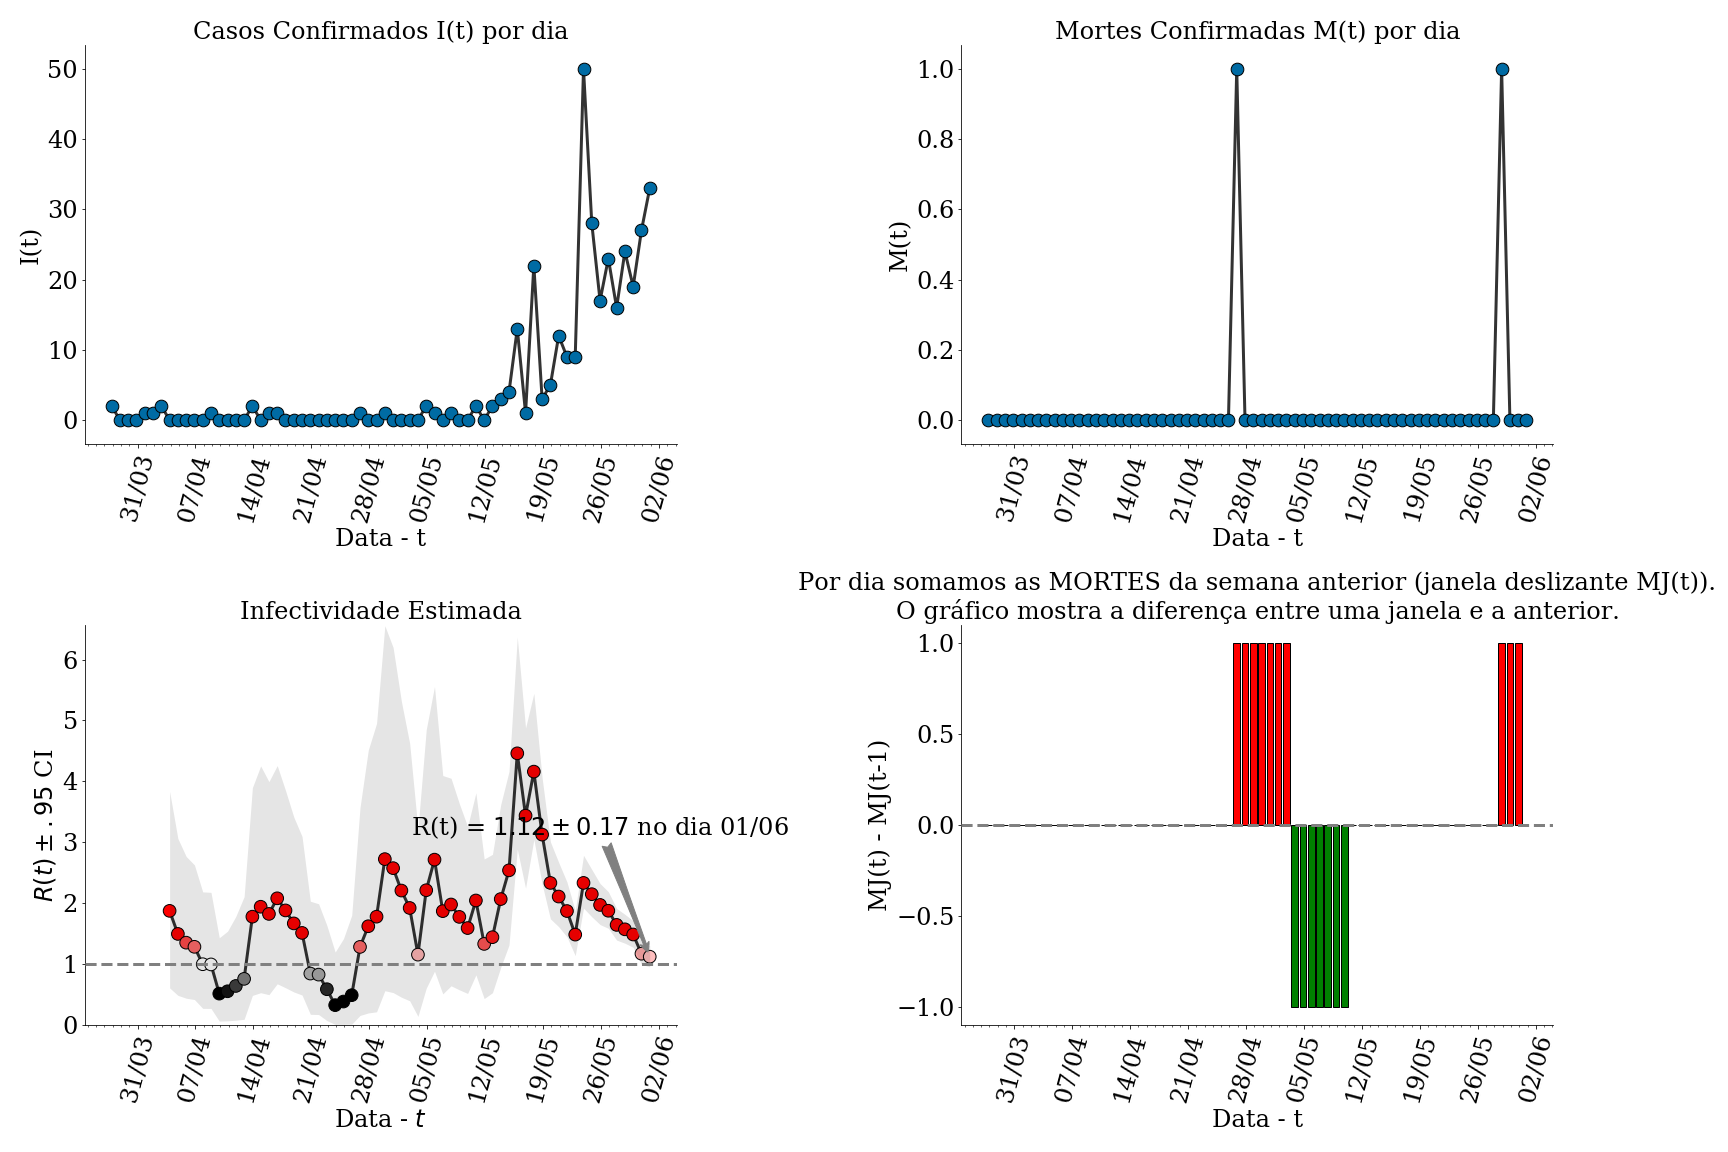 Casos Confirmados I(t) por dia
50
40
30
20
10
0
I(t)
31/03 07/04 14/04 21/04 28/04 05/05 12/05 19/05 26/05 02/06
Data - t
Mortes Confirmadas M(t) por dia
1.0
0.8
0.6
0.4
0.2
0.0
M(t)
31/03 07/04 14/04 21/04 28/04 05/05 12/05 19/05 26/05 02/06
Data - t
Infectividade Estimada
6
5
4
3
2
1
0
R(t) ± .95 CI
R(t) = 1.12 ± 0.17 no dia 01/06
31/03 07/04 14/04 21/04 28/04 05/05 12/05 19/05 26/05 02/06
Data - t
Por dia somamos as MORTES da semana anterior (janela deslizante MJ(t)).
O gráfico mostra a diferença entre uma janela e a anterior.
1.0
0.5
0.0
−0.5
−1.0
MJ(t) - MJ(t-1)
31/03 07/04 14/04 21/04 28/04 05/05 12/05 19/05 26/05 02/06
Data - t